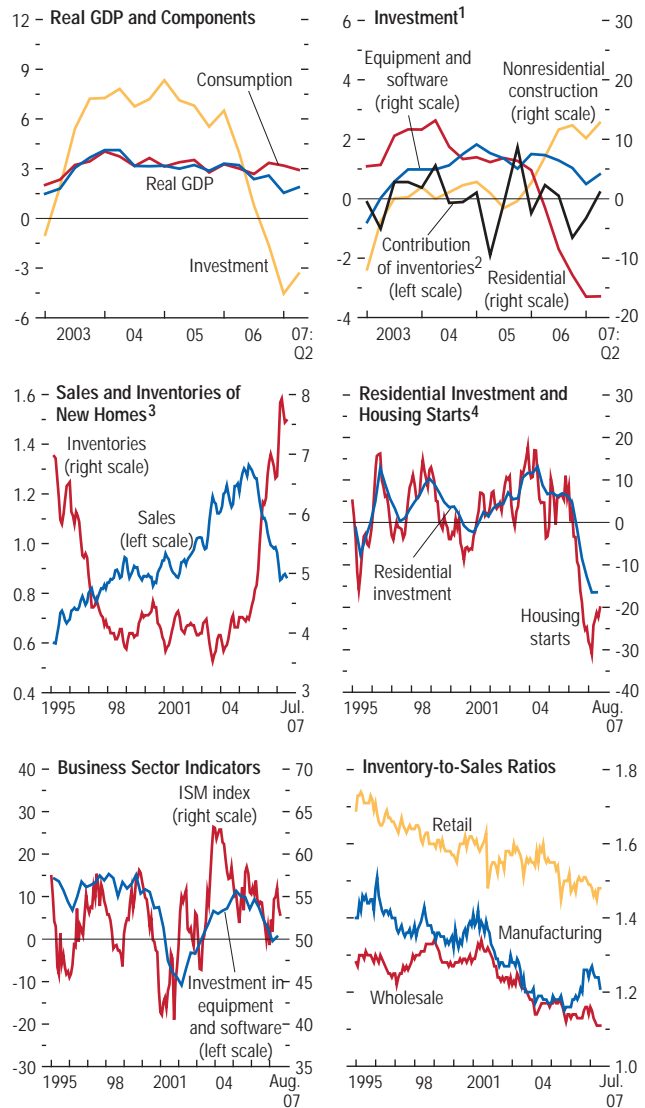 Real GDP and Components
12
9
6
3
0
-3
-6
Consumption
Real GDP
Investment
2003 04 05 06 07:
Q2
Investment1
6
4
2
0
-2
-4
30
20
10
0
-10
-20
Equipment and
software
(right scale)
Nonresidential
construction
(right scale)
Contribution
of inventories2
(left scale)
Residential
(right scale)
2003 04 05 06 07:
Q2
Sales and Inventories of
New Homes3
1.6
1.4
1.2
1.0
0.8
0.6
0.4
8
7
6
5
4
3
Inventories
(right scale)
Sales
(left scale)
1995 98 2001 04 Jul.
07
Residential Investment and
Housing Starts4
30
20
10
0
-10
-20
-30
-40
Residential
investment
Housing
starts
1995 98 2001 04 Aug.
07
Business Sector Indicators
40
30
20
10
0
-10
-20
-30
70
65
60
55
50
45
40
35
ISM index
(right scale)
Investment in
equipment
and software
(left scale)
1995 98 2001 04 Aug.
07
Inventory-to-Sales Ratios
1.8
1.6
1.4
1.2
1.0
Retail
Manufacturing
Wholesale
1995 98 2001 04 Jul.
07